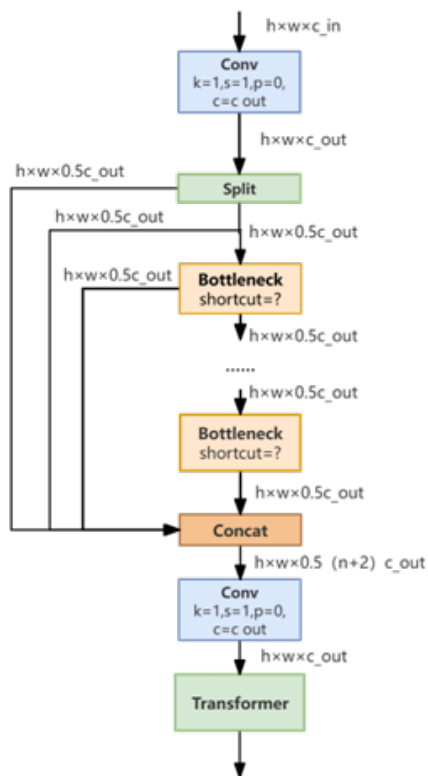 h×w×c_in
Conv
k=1,s=1,p=0,
c=c out
h×w×c_out
h×w×0.5c_out
Split
h×w×0.5c_out
h×w×0.5c_out
h×w×0.5c_out
Bottleneck
shortcut=?
h×w×0.5c_out
......
h×w×0.5c_out
Bottleneck
shortcut=?
h×w×0.5c_out
Concat
h×w×0.5（n+2）c_out
Conv
k=1,s=1,p=0,
c=c out
h×w×c_out
Transformer